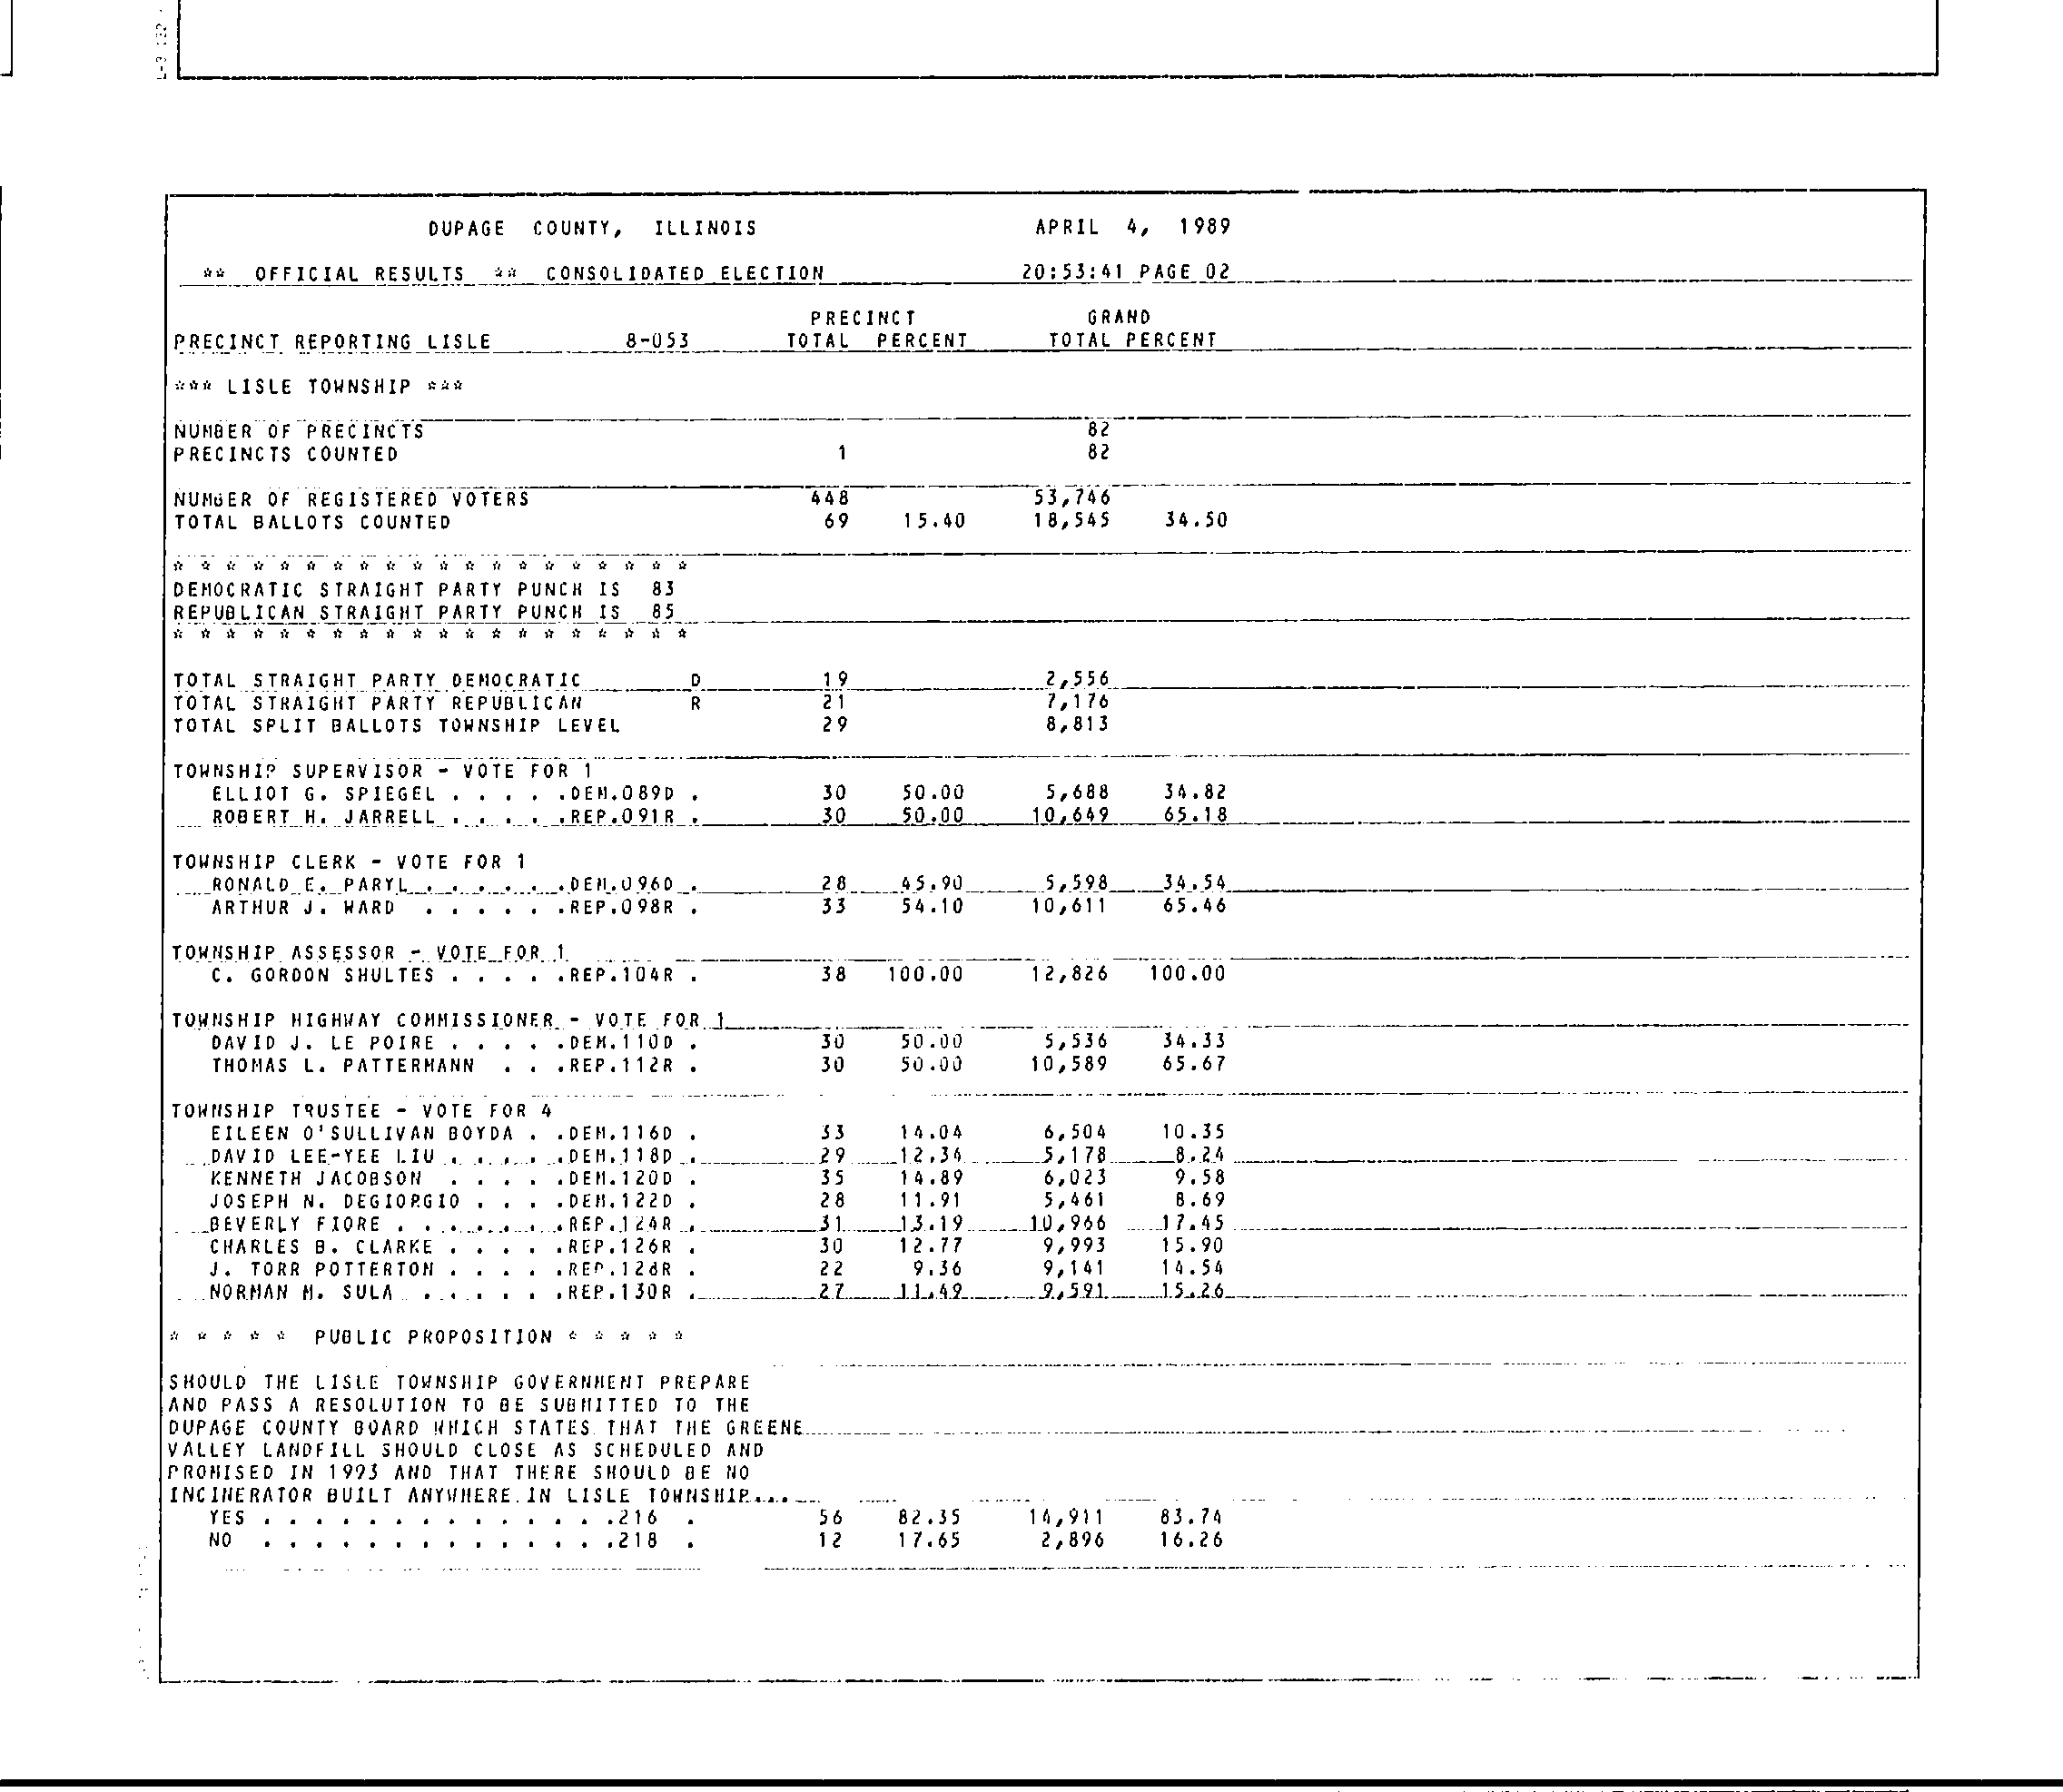 DUPAGE COUNTY, ILLINOIS APRIL 4, 1989
** OFFICIAL RESULTS ** CONSOLIDATED ELECTION 20:53:41 PAGE 02
PRECINCT GRAND
PRECINCT REPORTING LISLE 8-053 TOTAL PERCENT TOTAL PERCENT
*** LISLE TOWNSHIP ***
NUMBER OF PRECINCTS 82
PRECINCTS COUNTED 1 82
NUMBER OF REGISTERED VOTERS 448 53,746
TOTAL BALLOTS COUNTED 69 15.40 18,545 34.50
* * * * * * * * * * * * * * * * * * * *
DEMOCRATIC STRAIGHT PARTY PUNCH IS 83
REPUBLICAN STRAIGHT PARTY PUNCH IS 85
* * * * * * * * * * * * * * * * * * * *
TOTAL STRAIGHT PARTY DEMOCRATIC D 19 2,556
TOTAL STRAIGHT PARTY REPUBLICAN R 21 7,176
TOTAL SPLIT BALLOTS TOWNSHIP LEVEL 29 8,813
TOWNSHIP SUPERVISOR - VOTE FOR 1
ELLIOT G. SPIEGEL . . . . .DEM.089D . 30 50.00 5,688 34.82
ROBERT H. JARRELL . . . . .REP.091R . 30 50.00 10,649 65.18
TOWNSHIP CLERK - VOTE FOR 1
RONALD E. PARYL . . . . . .DEM.096D . 28 45.90 5,598 34.54
ARTHUR J. WARD . . . . . .REP.098R . 33 54.10 10,611 65.46
TOWNSHIP ASSESSOR - VOTE FOR 1
C. GORDON SHULTES . . . . .REP.104R . 38 100.00 12,826 100.00
TOWNSHIP HIGHWAY COMMISSIONER - VOTE FOR 1
DAVID J. LE POIRE . . . . .DEM.110D . 30 50.00 5,536 34.33
THOMAS L. PATTERMANN . . .REP.112R . 30 50.00 10,589 65.67
TOWNSHIP TRUSTEE - VOTE FOR 4
EILEEN O'SULLIVAN BOYDA . .DEM.116D . 33 14.04 6,504 10.35
DAVID LEE-YEE LIU . . . . .DEM.118D . 29 12.34 5,178 8.24
KENNETH JACOBSON . . . . .DEM.120D . 35 14.89 6,023 9.58
JOSEPH N. DEGIORGIO . . . .DEM.122D . 28 11.91 5,461 8.69
BEVERLY FIORE . . . . . . .REP.124R . 31 13.19 10,966 17.45
CHARLES B. CLARKE . . . . .REP.126R . 30 12.77 9,993 15.90
J. TORR POTTERTON . . . . .REP.128R . 22 9.36 9,141 14.54
NORMAN M. SULA . . . . . .REP.130R . 27 11.49 9,591 15.26
* * * * * PUBLIC PROPOSITION * * * * *
SHOULD THE LISLE TOWNSHIP GOVERNMENT PREPARE
AND PASS A RESOLUTION TO BE SUBMITTED TO THE
DUPAGE COUNTY BOARD WHICH STATES THAT THE GREENE
VALLEY LANDFILL SHOULD CLOSE AS SCHEDULED AND
PROMISED IN 1993 AND THAT THERE SHOULD BE NO
INCINERATOR BUILT ANYWHERE IN LISLE TOWNSHIP...
YES . . . . . . . . . . . . . .216 . 56 82.35 14,911 83.74
NO . . . . . . . . . . . . . .218 . 12 17.65 2,896 16.26